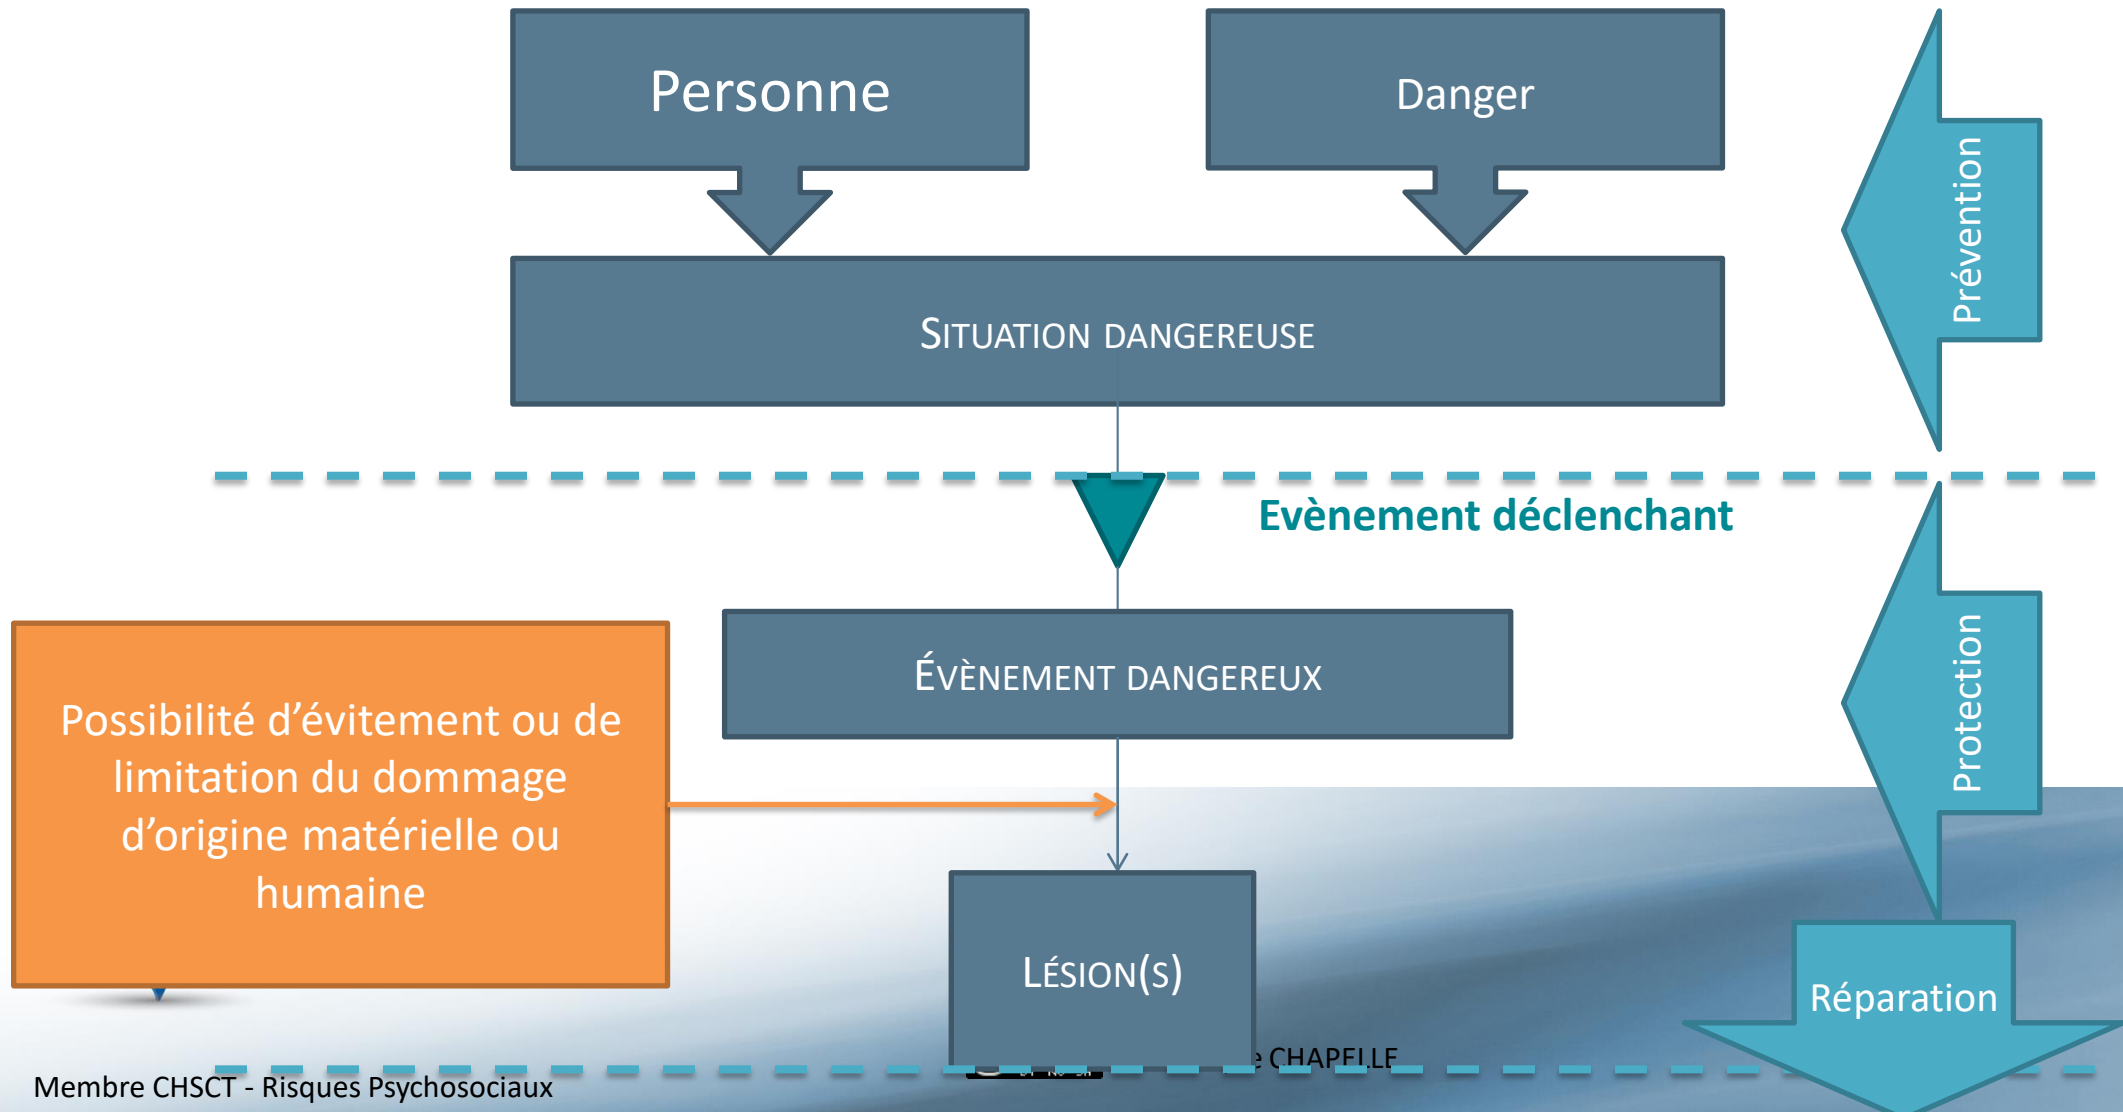 Personne
Danger
Prévention
SITUATION DANGEREUSE
Evènement déclenchant
ÉVÈNEMENT DANGEREUX
Protection
Possibilité d’évitement ou de
limitation du dommage
d’origine matérielle ou
humaine
LÉSION(S)
Réparation
CHAPELLE
Membre CHSCT - Risques Psychosociaux